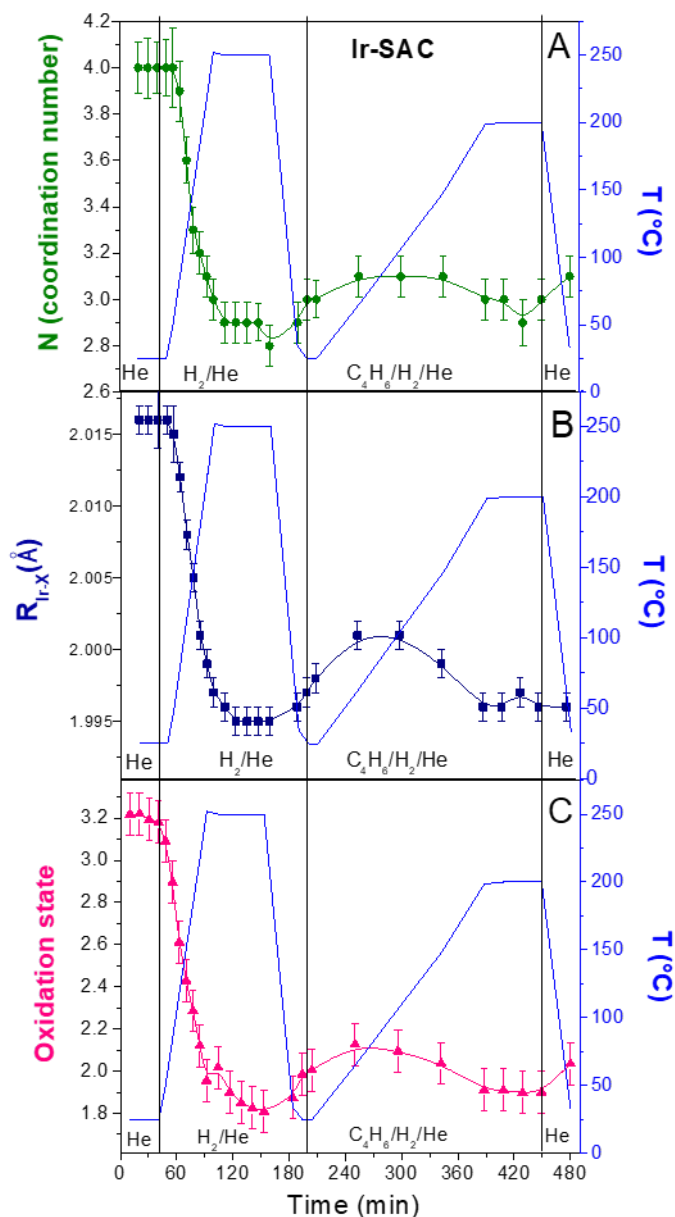 Ir-SAC
A
N (coordination number)
4.2
4.0
3.8
3.6
3.4
3.2
3.0
2.8
2.6
250
200
150
100
50
25
0
T (°C)
He
H₂/He
C₄H₆/H₂/He
He
B
R_Ir-X(Å)
2.015
2.010
2.005
2.000
1.995
250
200
150
100
50
25
0
T (°C)
He
H₂/He
C₄H₆/H₂/He
He
C
Oxidation state
3.2
3.0
2.8
2.6
2.4
2.2
2.0
1.8
250
200
150
100
50
25
0
T (°C)
He
H₂/He
C₄H₆/H₂/He
He
0 60 120 180 240 300 360 420 480
Time (min)